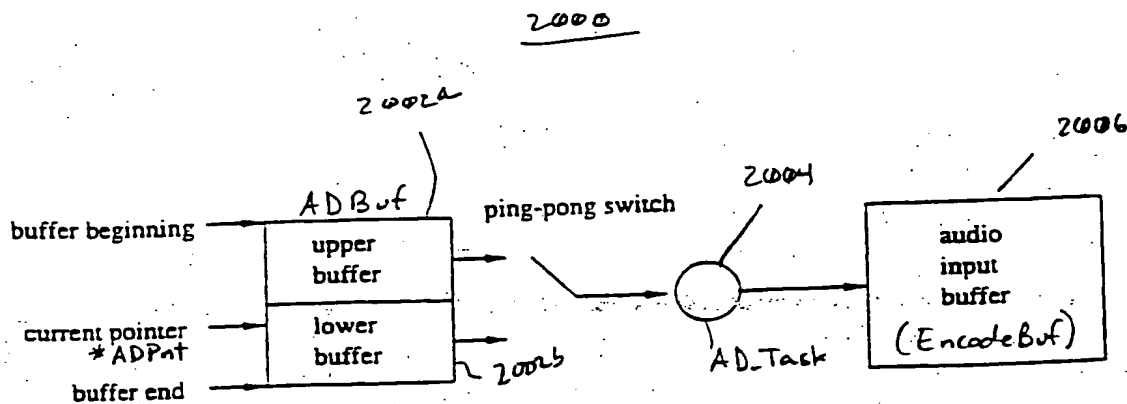 2000
2002a
2004
2006
ADBuf
ping-pong switch
buffer beginning
upper
buffer
audio
input
buffer
(EncodeBuf)
current pointer
*ADPnt
lower
buffer
2002b
AD_Task
buffer end